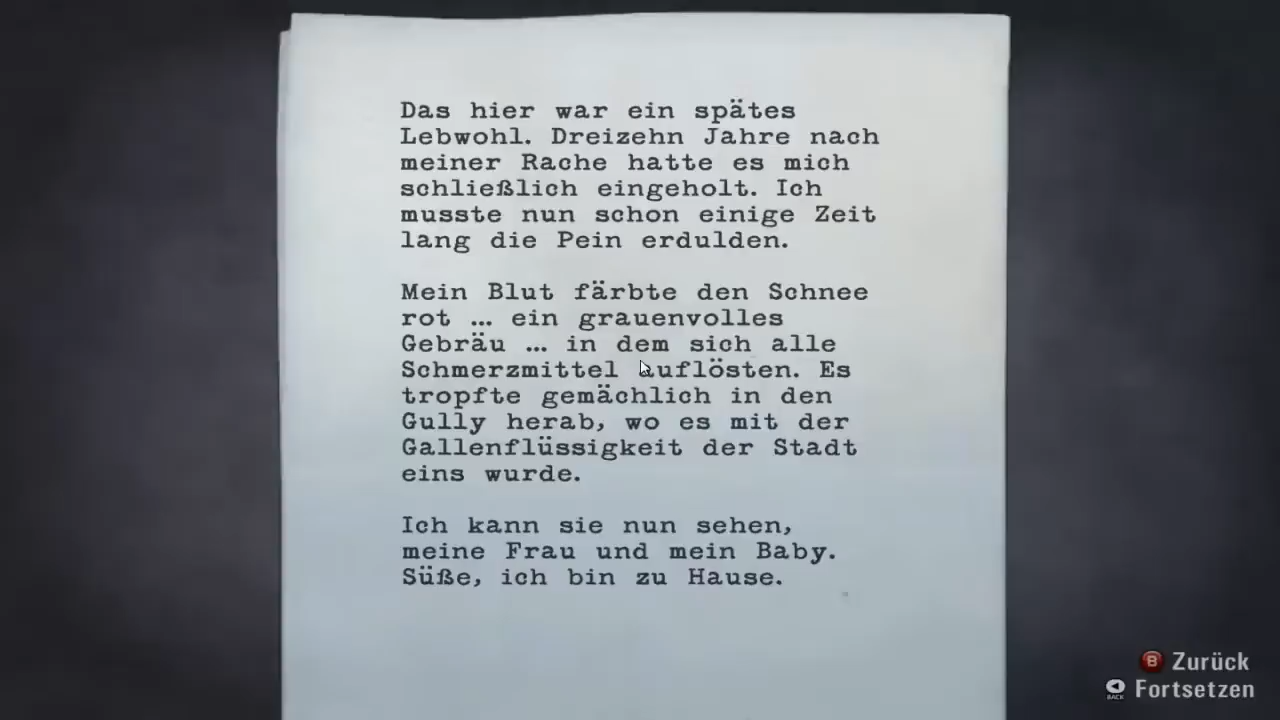 Das hier war ein spätes
Lebwohl. Dreizehn Jahre nach
meiner Rache hatte es mich
schließlich eingeholt. Ich
musste nun schon einige Zeit
lang die Pein erdulden.
Mein Blut färbte den Schnee
rot … ein grauenvolles
Gebräu … in dem sich alle
Schmerzmittel auflösten. Es
tropfte gemächlich in den
Gully herab, wo es mit der
Gallenflüssigkeit der Stadt
eins wurde.
Ich kann sie nun sehen,
meine Frau und mein Baby.
Süße, ich bin zu Hause.
B Zurück
BACK Fortsetzen